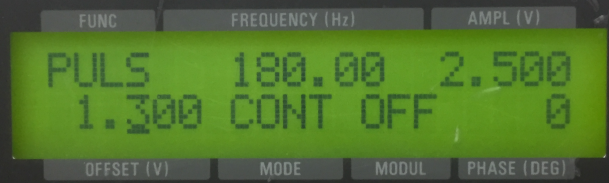 FUNC FREQUENCY (Hz) AMPL (V)
PULS 180.00 2.500
1.300 CONT OFF 0
OFFSET (V) MODE MODUL PHASE (DEG)